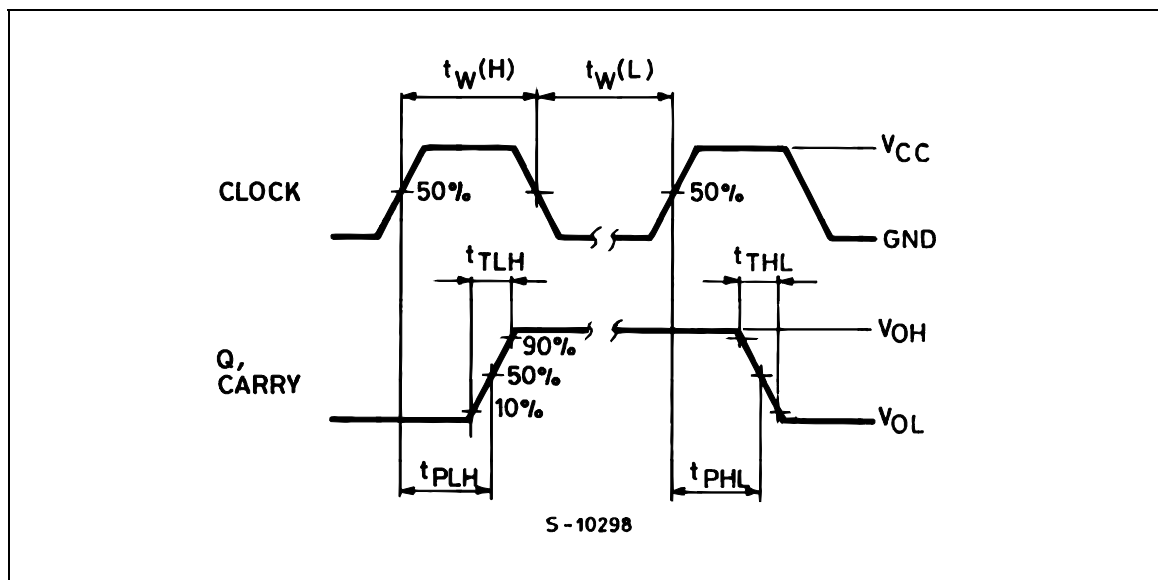 tW(H) tW(L)
VCC
CLOCK 50% 50%
GND
tTLH tTHL
VOH
90%
Q,
CARRY
50%
10%
VOL
tPLH tPHL
S-10298